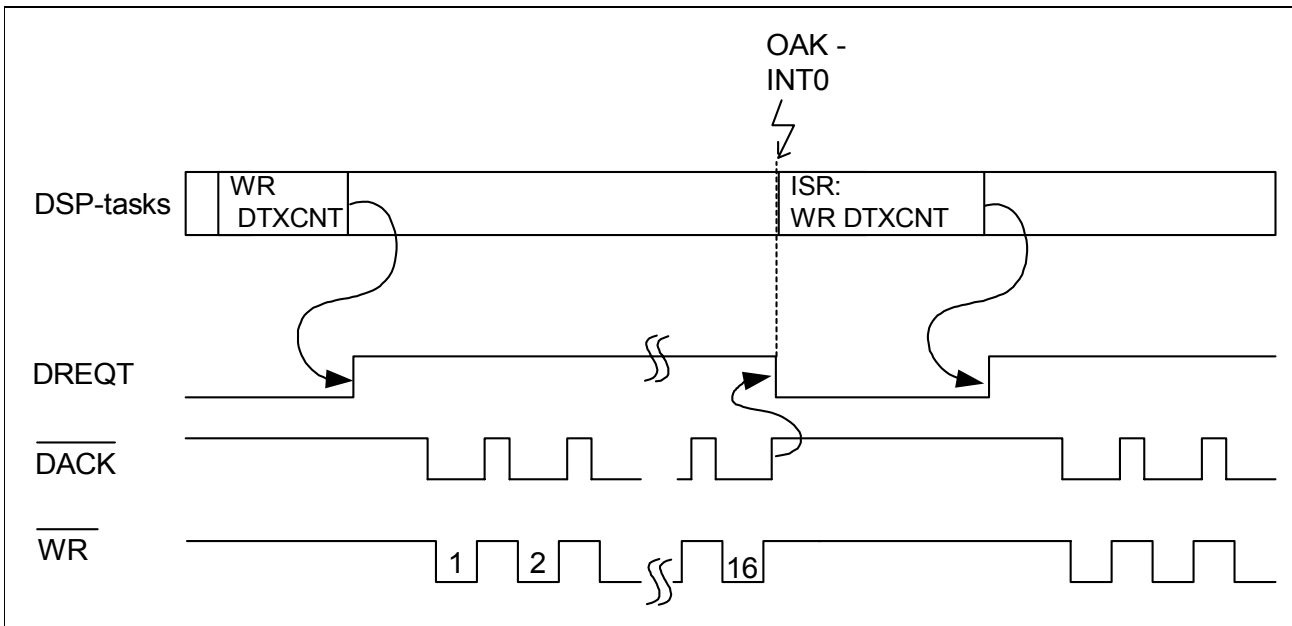 OAK -
INT0
DSP-tasks
WR
DTXCNT
ISR:
WR DTXCNT
DREQT
DACK
WR
1
2
16